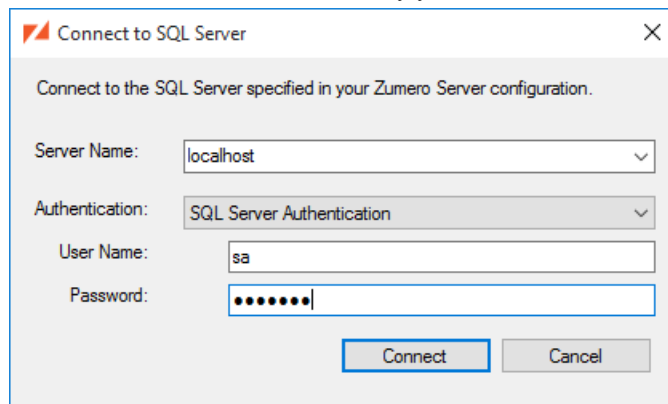 Connect to SQL Server
Connect to the SQL Server specified in your Zumero Server configuration.
Server Name: localhost
Authentication: SQL Server Authentication
User Name: sa
Password: ●●●●●●●
Connect Cancel